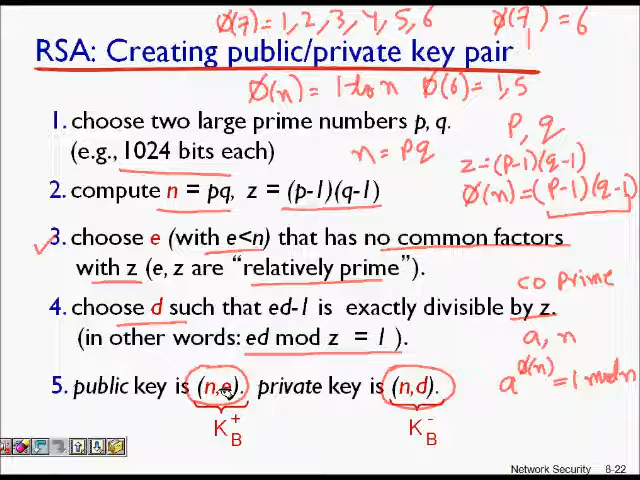 ø(7) = 1, 2, 3, 4, 5, 6 ø(7) = 6
RSA: Creating public/private key pair
ø(n) = 1 to n ø(6) = 1, 5
1. choose two large prime numbers p, q.
(e.g., 1024 bits each)
n = pq
P, q
z=(p-1)(q-1)
2. compute n = pq, z = (p-1)(q-1)
ø(n) = (p-1)(q-1)
3. choose e (with e<n) that has no common factors
with z (e, z are "relatively prime").
co prime
4. choose d such that ed-1 is exactly divisible by z.
(in other words: ed mod z = 1 ).
a, n
a^ø(n) = 1 mod n
5. public key is (n,e). private key is (n,d).
K_B^+ K_B^-
Network Security 8-22